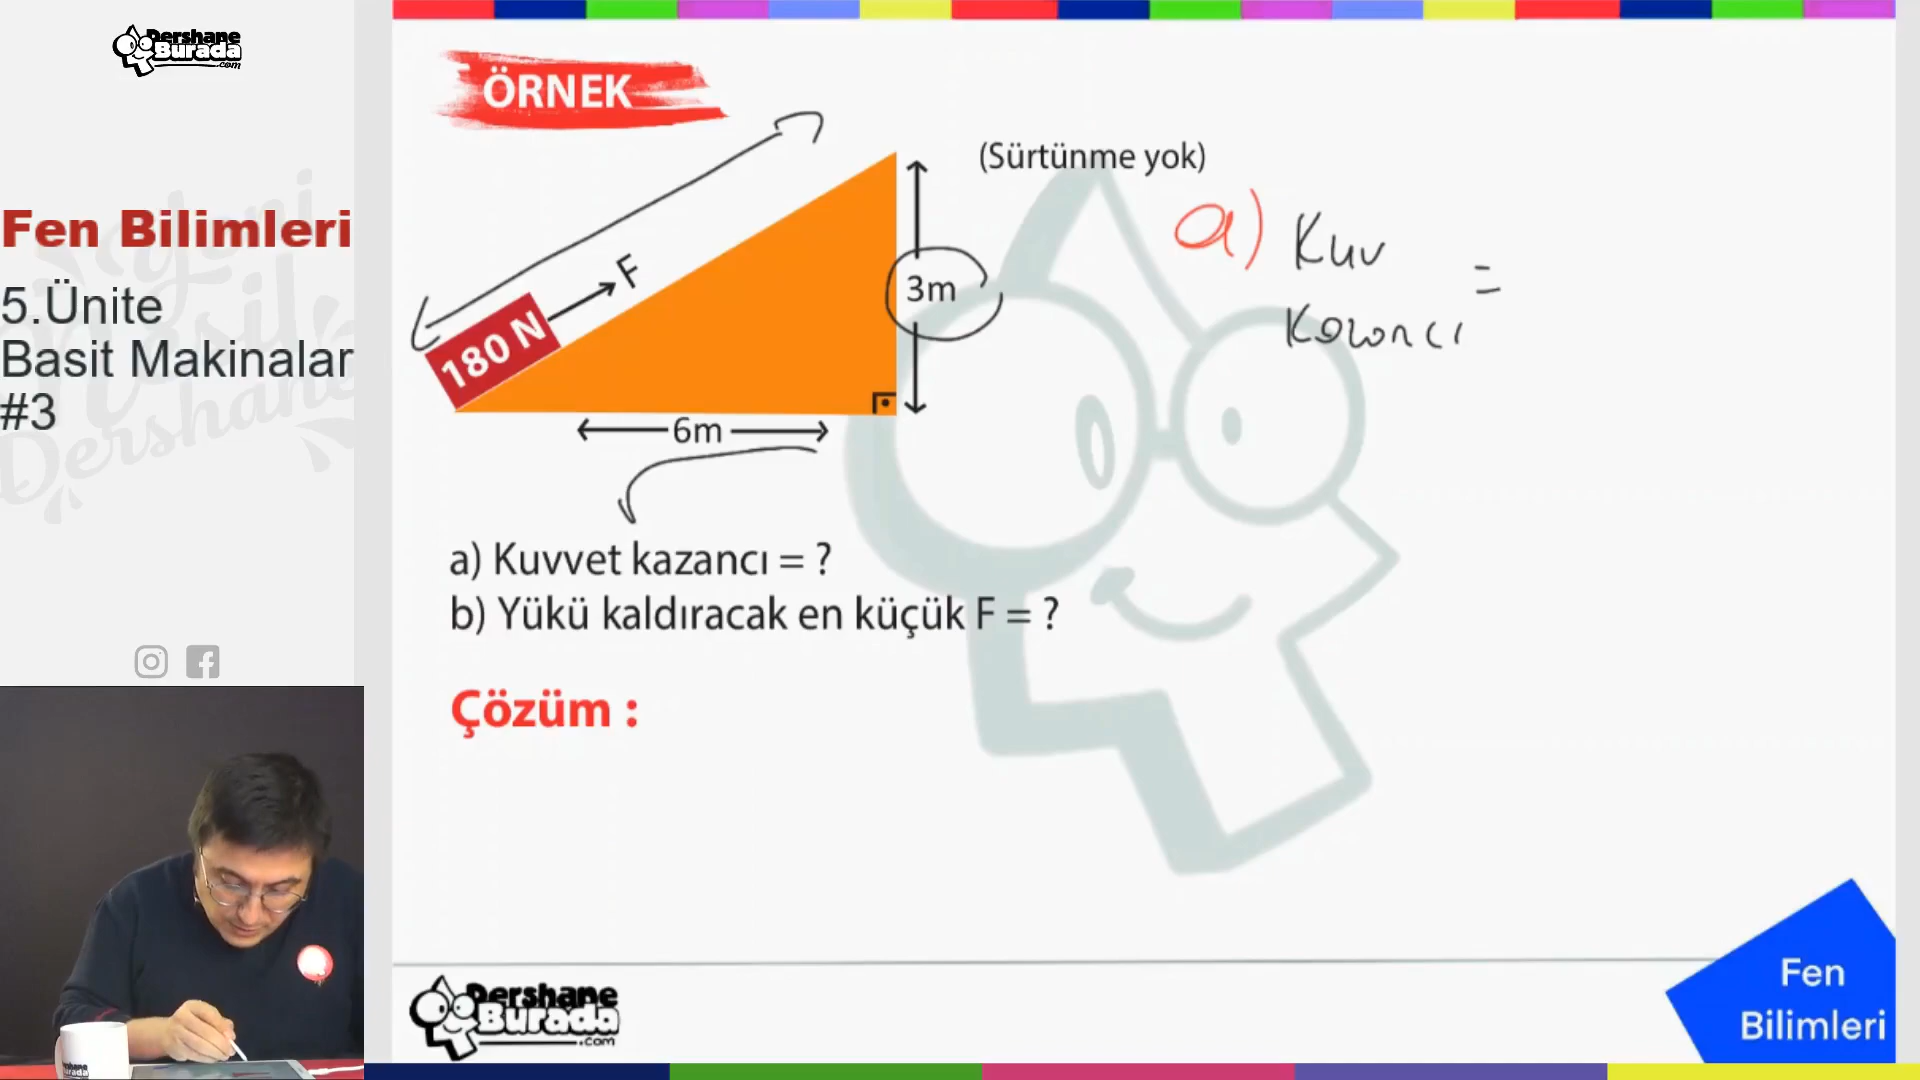 Dershane
Burada
.com
Fen Bilimleri
5.Ünite
Basit Makinalar
#3
ÖRNEK
(Sürtünme yok)
a) Kuv
Kazancı =
F
180 N
3m
6m
a) Kuvvet kazancı = ?
b) Yükü kaldıracak en küçük F = ?
Çözüm :
Dershane
Burada
.com
Fen
Bilimleri